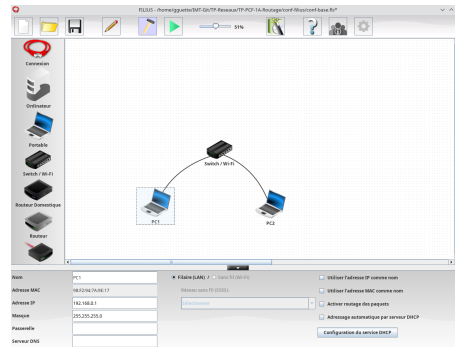 FILIUS - /home/gguette/IMT-Git/TP-Reseaux/TP-PCF-1A-Routage/conf-filius/conf-base.fls*
51%
Connexion
Ordinateur
Portable
Switch / Wi-Fi
Routeur Domestique
Routeur
Switch / Wi-Fi
PC1
PC2
Nom
PC1
Filaire (LAN) / Sans fil (Wi-Fi)
Utiliser l'adresse IP comme nom
Adresse MAC
Réseau sans fil (SSID)
Utiliser l'adresse MAC comme nom
Adresse IP
192.168.0.1
Activer routage des paquets
Masque
255.255.255.0
Adressage automatique par serveur DHCP
Passerelle
Configuration du service DHCP
Serveur DNS